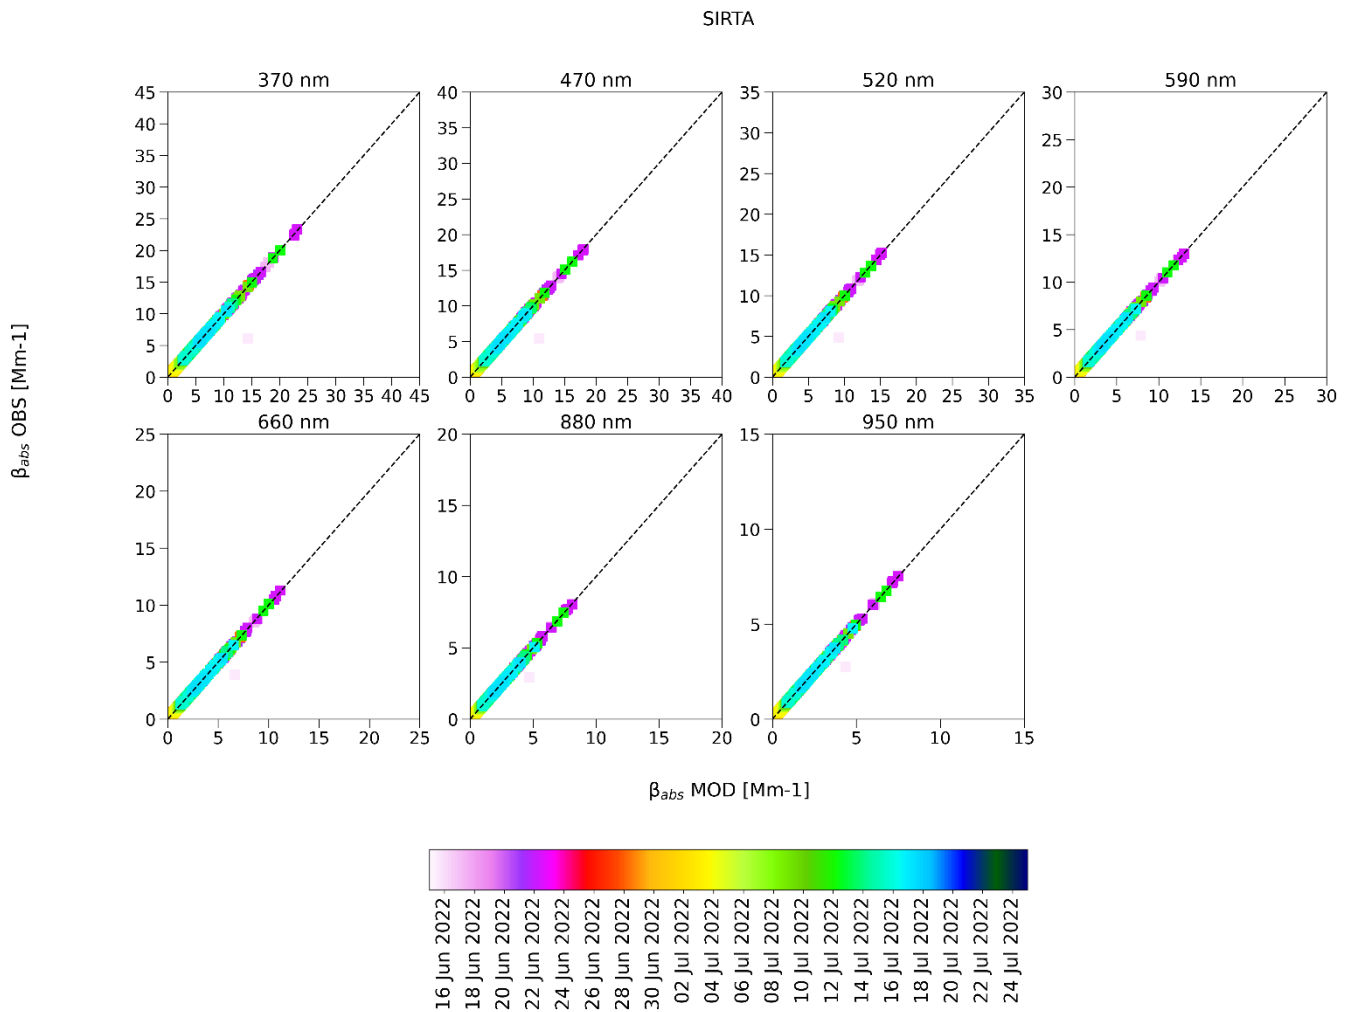 SIRTA
370 nm
470 nm
520 nm
590 nm
45
40
35
30
25
20
15
10
5
0
0 5 10 15 20 25 30 35 40 45
40
35
30
25
20
15
10
5
0
0 5 10 15 20 25 30 35 40
35
30
25
20
15
10
5
0
0 5 10 15 20 25 30 35
30
25
20
15
10
5
0
0 5 10 15 20 25 30
βabs OBS [Mm-1]
660 nm
880 nm
950 nm
25
20
15
10
5
0
0 5 10 15 20 25
20
15
10
5
0
0 5 10 15 20
15
10
5
0
0 5 10 15
βabs MOD [Mm-1]
16 Jun 2022
18 Jun 2022
20 Jun 2022
22 Jun 2022
24 Jun 2022
26 Jun 2022
28 Jun 2022
30 Jun 2022
02 Jul 2022
04 Jul 2022
06 Jul 2022
08 Jul 2022
10 Jul 2022
12 Jul 2022
14 Jul 2022
16 Jul 2022
18 Jul 2022
20 Jul 2022
22 Jul 2022
24 Jul 2022